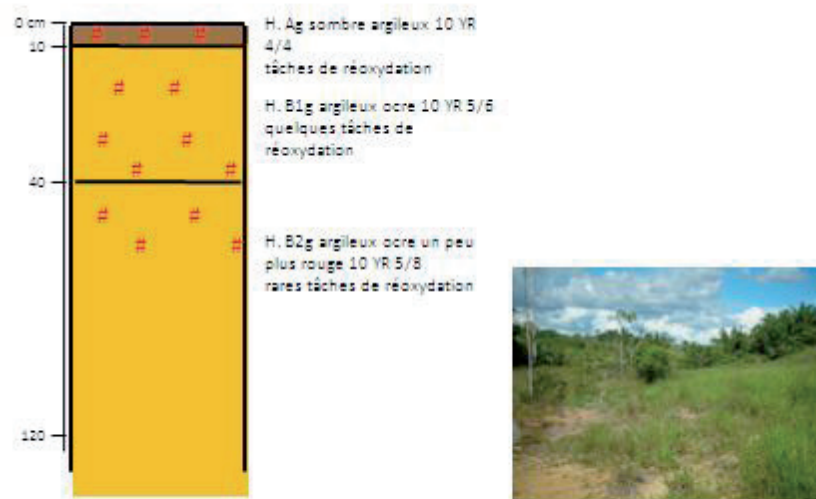 0 cm
H. Ag sombre argileux 10 YR
4/4
tâches de réoxydation
10
# # #
# #
H. B1g argileux ocre 10 YR 5/6
quelques tâches de
réoxydation
# #
# #
40
# #
# #
H. B2g argileux ocre un peu
plus rouge 10 YR 5/8
rares tâches de réoxydation
120